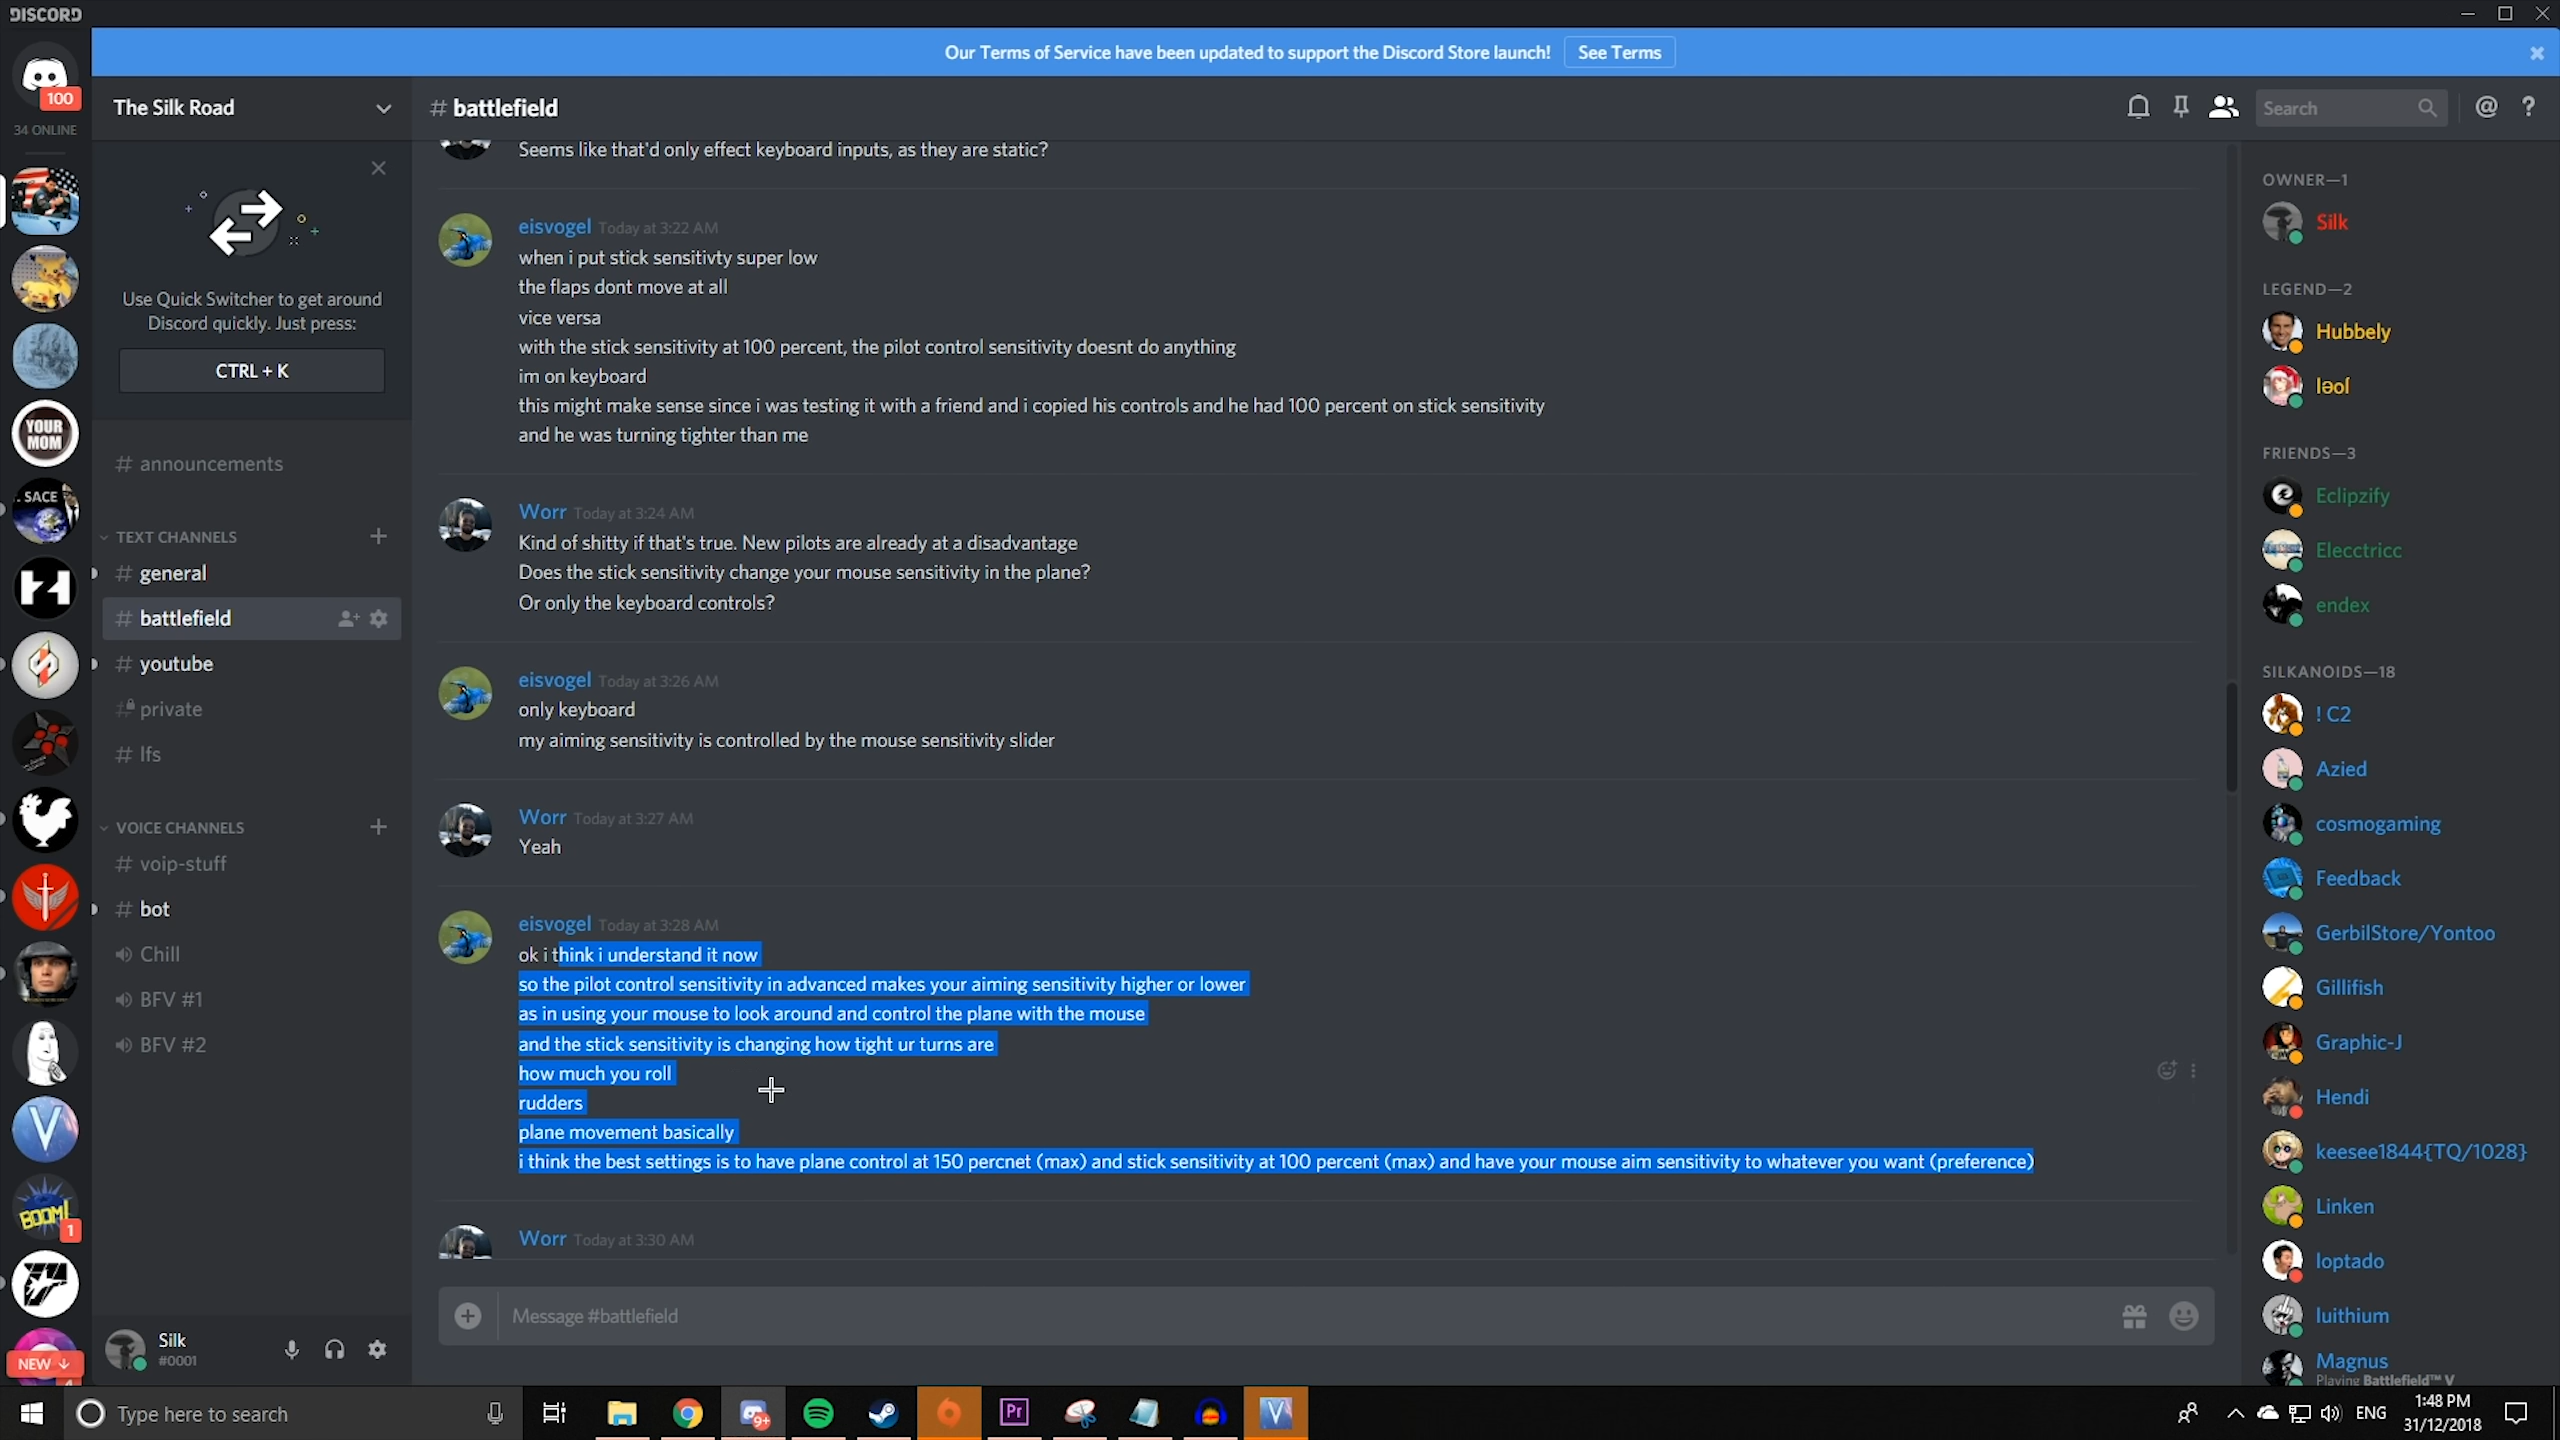 DISCORD
Our Terms of Service have been updated to support the Discord Store launch!
See Terms
100
34 ONLINE
YOUR
MOM
SACE
BOOM!
1
NEW
The Silk Road
Use Quick Switcher to get around
Discord quickly. Just press:
CTRL + K
# announcements
TEXT CHANNELS
# general
# battlefield
# youtube
private
# lfs
VOICE CHANNELS
# voip-stuff
# bot
Chill
BFV #1
BFV #2
Silk
#0001
# battlefield
Search
Seems like that'd only effect keyboard inputs, as they are static?
eisvogel Today at 3:22 AM
when i put stick sensitivty super low
the flaps dont move at all
vice versa
with the stick sensitivity at 100 percent, the pilot control sensitivity doesnt do anything
im on keyboard
this might make sense since i was testing it with a friend and i copied his controls and he had 100 percent on stick sensitivity
and he was turning tighter than me
Worr Today at 3:24 AM
Kind of shitty if that's true. New pilots are already at a disadvantage
Does the stick sensitivity change your mouse sensitivity in the plane?
Or only the keyboard controls?
eisvogel Today at 3:26 AM
only keyboard
my aiming sensitivity is controlled by the mouse sensitivity slider
Worr Today at 3:27 AM
Yeah
eisvogel Today at 3:28 AM
ok i think i understand it now
so the pilot control sensitivity in advanced makes your aiming sensitivity higher or lower
as in using your mouse to look around and control the plane with the mouse
and the stick sensitivity is changing how tight ur turns are
how much you roll
rudders
plane movement basically
i think the best settings is to have plane control at 150 percnet (max) and stick sensitivity at 100 percent (max) and have your mouse aim sensitivity to whatever you want (preference)
Worr Today at 3:30 AM
Message #battlefield
OWNER—1
Silk
LEGEND—2
Hubbely
ləoſ
FRIENDS—3
Eclipzify
Elecctricc
endex
SILKANOIDS—18
! C2
Azied
cosmogaming
Feedback
GerbilStore/Yontoo
Gillifish
Graphic-J
Hendi
keesee1844{TQ/1028}
Linken
loptado
luithium
Magnus
Playing Battlefield™ V
Type here to search
9+
Pr
V
ENG
1:48 PM
31/12/2018